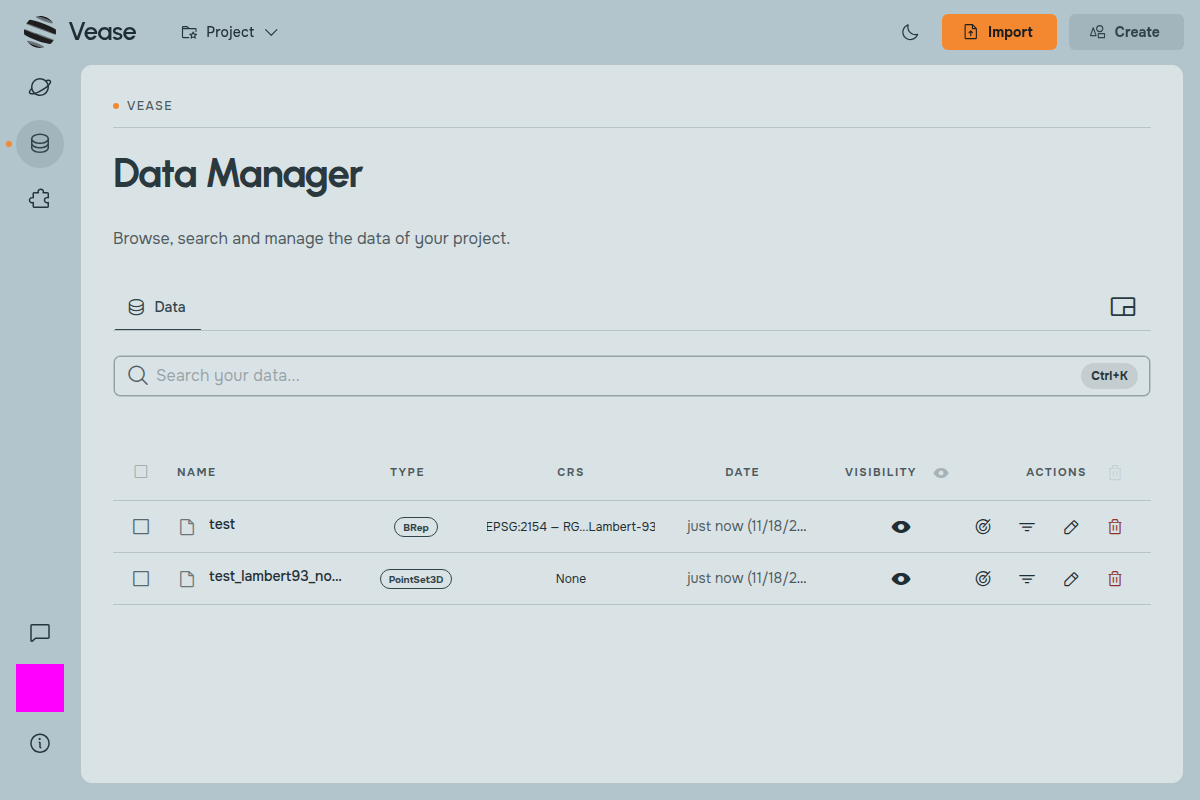 Vease
Project
Import
Create
VEASE
Data Manager
Browse, search and manage the data of your project.
Data
Search your data...
Ctrl+K
NAME TYPE CRS DATE VISIBILITY ACTIONS
test BRep EPSG:2154 — RG...Lambert-93 just now (11/18/2...
test_lambert93_no... PointSet3D None just now (11/18/2...